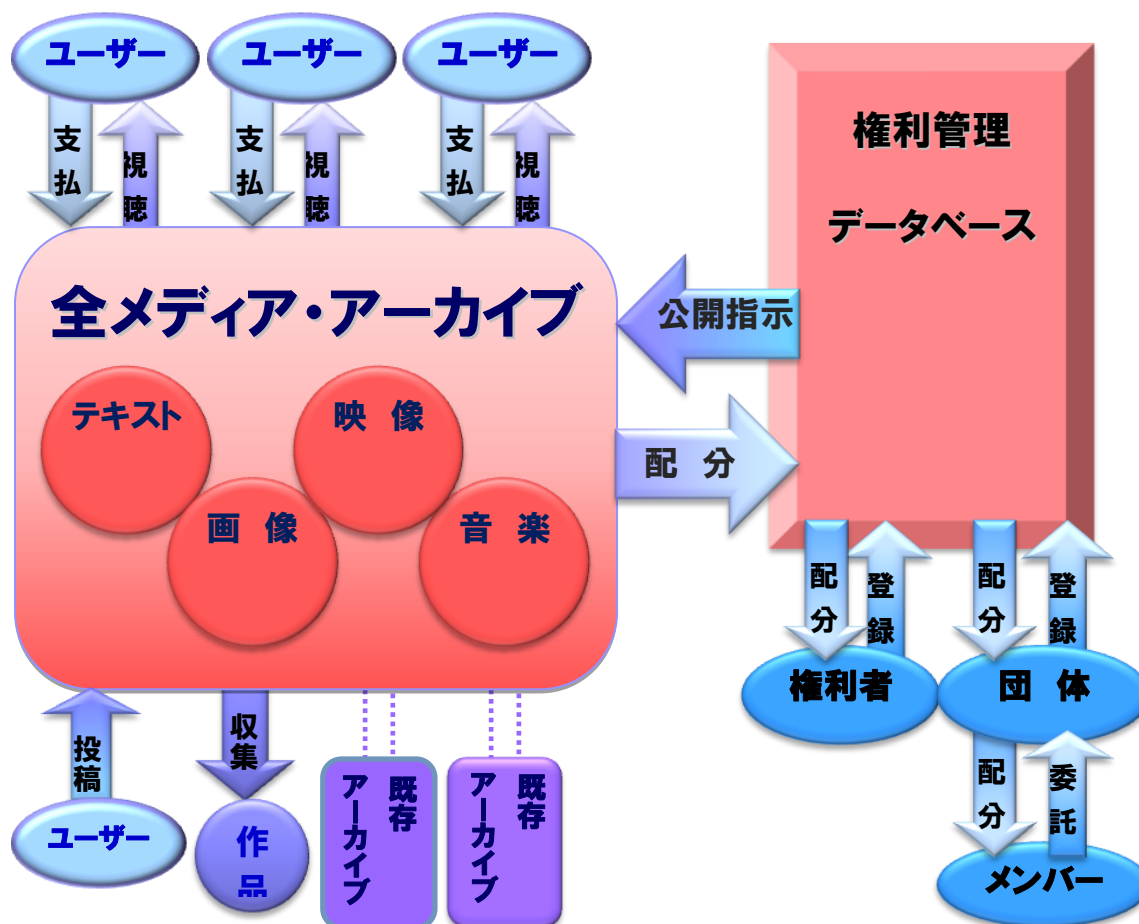 ユーザー
ユーザー
ユーザー
支払
視聴
支払
視聴
支払
視聴
全メディア・アーカイブ
テキスト
映 像
画 像
音 楽
権利管理
データベース
公開指示
配 分
配分
登録
配分
登録
権利者
団 体
配分
委託
メンバー
投稿
収集
ユーザー
作品
既存
アーカイブ
既存
アーカイブ